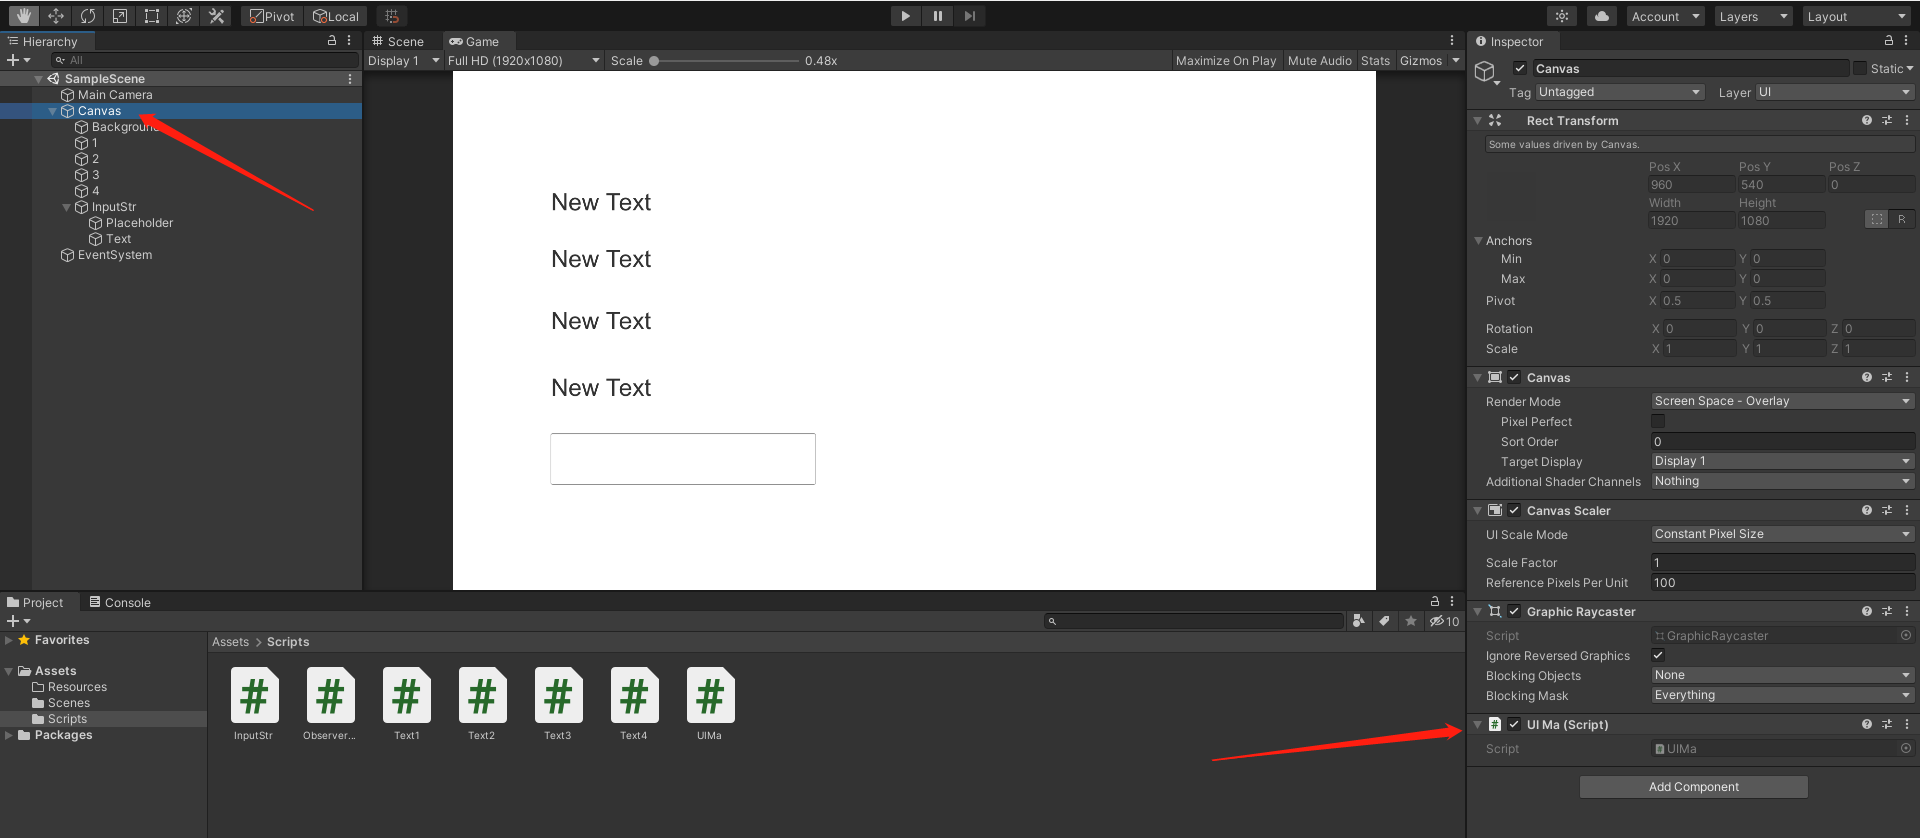 Pivot Local
Account Layers Layout
Hierarchy
All
SampleScene
Main Camera
Canvas
Background
1
2
3
4
InputStr
Placeholder
Text
EventSystem
Scene Game
Display 1 Full HD (1920x1080) Scale 0.48x Maximize On Play Mute Audio Stats Gizmos
New Text
New Text
New Text
New Text
Project Console
10
Favorites
Assets
Resources
Scenes
Scripts
Packages
Assets > Scripts
#
#
#
#
#
#
#
InputStr Observer... Text1 Text2 Text3 Text4 UIMa
Inspector
Canvas Static
Tag Untagged Layer UI
Rect Transform
Some values driven by Canvas.
Pos X Pos Y Pos Z
960 540 0
Width Height
1920 1080 R
Anchors
Min X 0 Y 0
Max X 0 Y 0
Pivot X 0.5 Y 0.5
Rotation X 0 Y 0 Z 0
Scale X 1 Y 1 Z 1
Canvas
Render Mode Screen Space - Overlay
Pixel Perfect
Sort Order 0
Target Display Display 1
Additional Shader Channels Nothing
Canvas Scaler
UI Scale Mode Constant Pixel Size
Scale Factor 1
Reference Pixels Per Unit 100
Graphic Raycaster
Script GraphicRaycaster
Ignore Reversed Graphics
Blocking Objects None
Blocking Mask Everything
# UI Ma (Script)
Script UIMa
Add Component